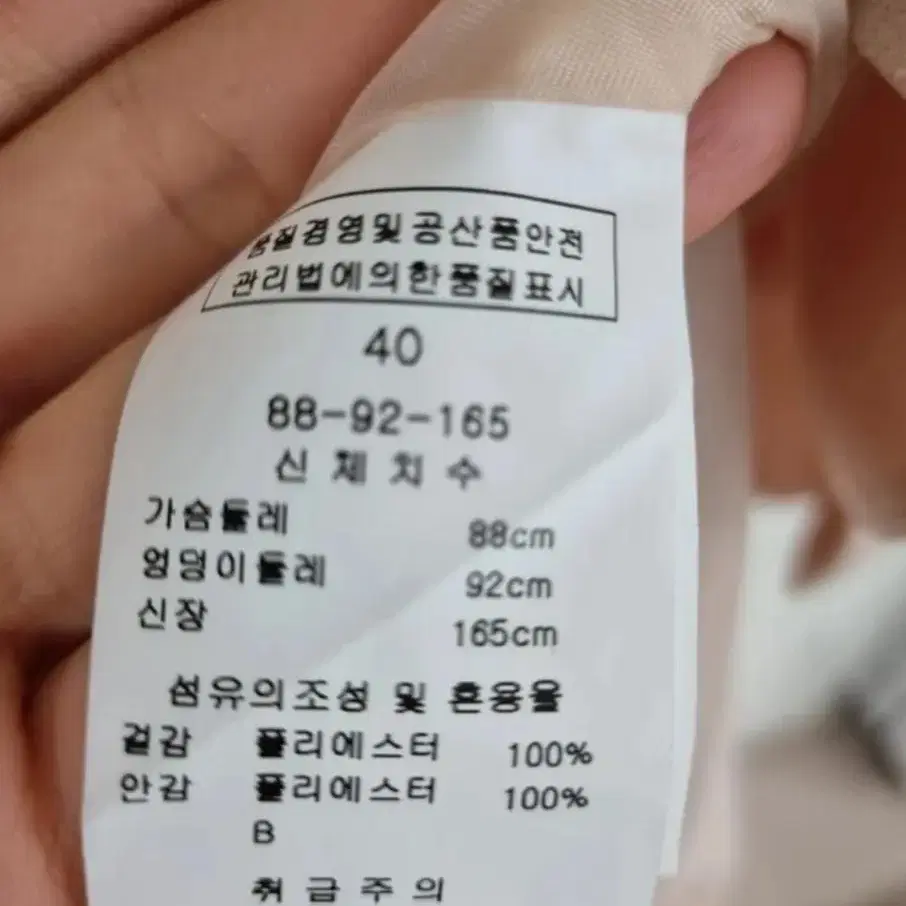 품질경영및공산품안전
관리법에의한품질표시
40
88-92-165
신체치수
가슴둘레 88cm
엉덩이둘레 92cm
신장 165cm
섬유의조성 및 혼용율
겉감 폴리에스터 100%
안감 폴리에스터 100%
B
취급주의